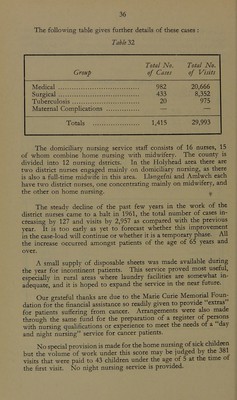 36
The following table gives further details of these cases :
Table 32
Total No. Total No.
Group of Cases of Visits
Medical ........ 982 20,666
Surgical ........ 433 8,352
Tuberculosis ........ 20 975
Maternal Complications ........ — —
Totals ........ 1,415 29,993
The domiciliary nursing service staff consists of 16 nurses, 15
of whom combine home nursing with midwifery. The county is
divided into 12 nursing districts. In the Holyhead area there are
two district nurses engaged mainly on domiciliary nursing, as there
is also a full-time midwife in this area. Llangefni and Amlwch each
have two district nurses, one concentrating mainly on midwifery, and
the other on home nursing.
The steady decline of the past few years in the work of the
district nurses came to a halt in 1961, the total number of cases in-
creasing by 127 and visits by 2,957 as compared with the previous
year. It is too early as yet to forecast whether this improvement
in the case-load will continue or whether it is a temporary phase. All
the increase occurred amongst patients of the age of 65 years and
over.
A small supply of disposable sheets was made available during
the year for incontinent patients. This service proved most useful,
especially in rural areas where laundry facilities are somewhat in-
adequate, and it is hoped to expand the service in the near future.
Our grateful thanks are due to the Marie Curie Memorial Foun-
dation for the financial assistance so readily given to provide “extras”
for patients suffering from cancer. Arrangements were also made
through the same fund for the preparation of a register of persons
with nursing qualifications or experience to meet the needs of a “day
and night nursing” service for cancer patients.
No special provision is made for the home nursing of sick children
but the volume of work under this score may be judged by the 381
visits that were paid to 43 children under the age of 5 at the time of
the first visit. No night nursing service is provided.